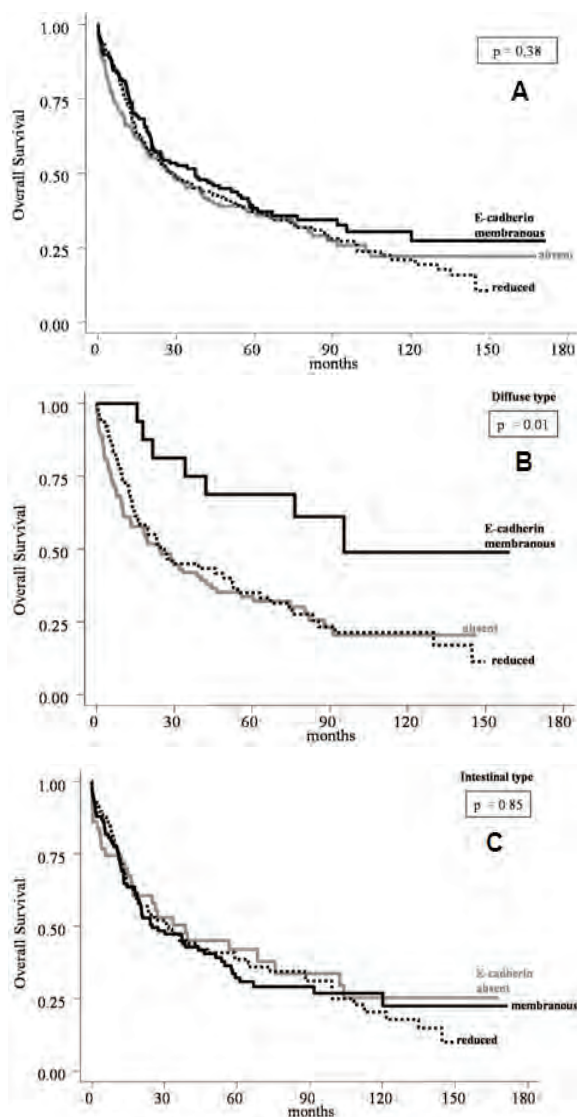 p = 0.38
A
1.00
0.75
Overall Survival
0.50
E-cadherin
membranous
0.25
absent
reduced
0.00
0 30 60 90 120 150 180
months
Diffuse type
p = 0.01
B
1.00
0.75
Overall Survival
E-cadherin
membranous
0.50
0.25
absent
reduced
0.00
0 30 60 90 120 150 180
months
Intestinal type
p = 0.85
C
1.00
0.75
Overall Survival
0.50
E-cadherin
absent
0.25
membranous
reduced
0.00
0 30 60 90 120 150 180
months